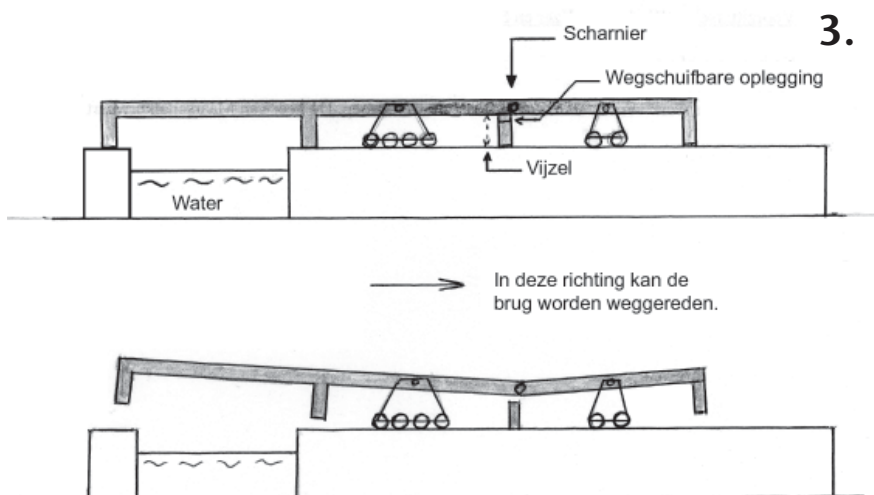 3.
Scharnier
Wegschuifbare oplegging
Vijzel
Water
In deze richting kan de
brug worden weggereden.